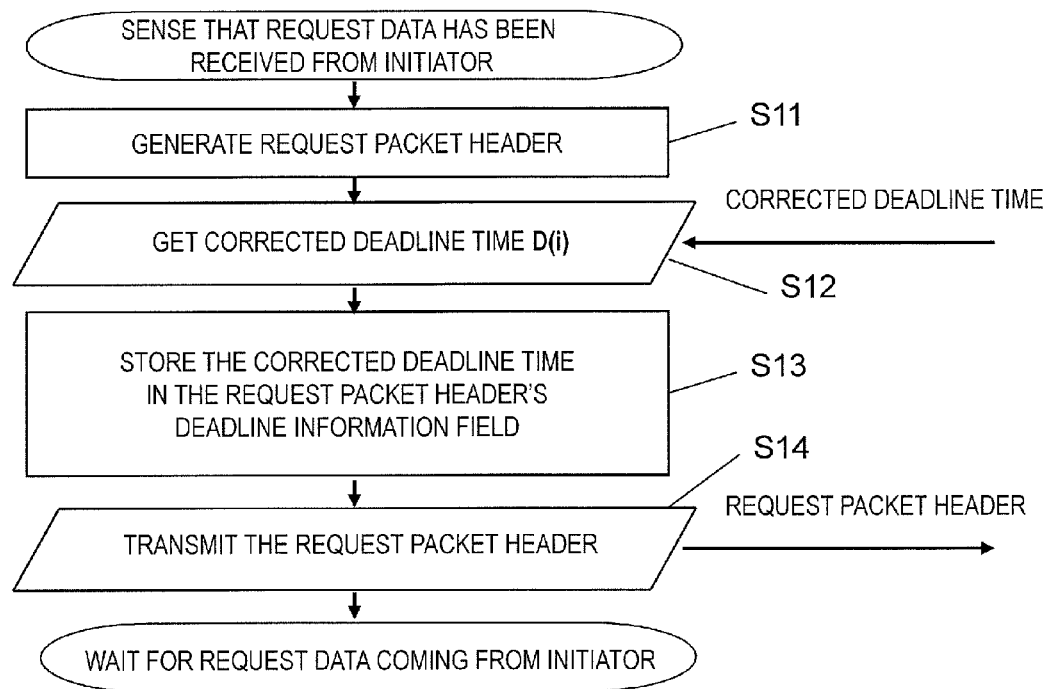 SENSE THAT REQUEST DATA HAS BEEN
RECEIVED FROM INITIATOR
GENERATE REQUEST PACKET HEADER
S11
CORRECTED DEADLINE TIME
GET CORRECTED DEADLINE TIME D(i)
S12
STORE THE CORRECTED DEADLINE TIME
IN THE REQUEST PACKET HEADER'S
DEADLINE INFORMATION FIELD
S13
S14
REQUEST PACKET HEADER
TRANSMIT THE REQUEST PACKET HEADER
WAIT FOR REQUEST DATA COMING FROM INITIATOR